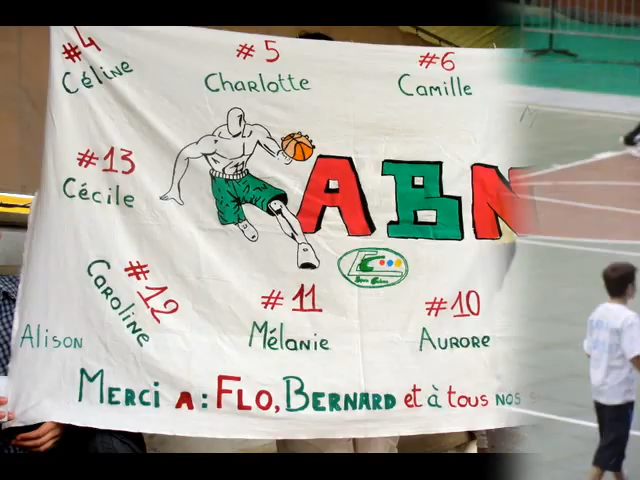 #4 Céline
#5 Charlotte
#6 Camille
#13 Cécile
ABN
#12 Caroline
#11 Mélanie
#10 Aurore
Alison
Merci à : Flo, Bernard et à tous nos